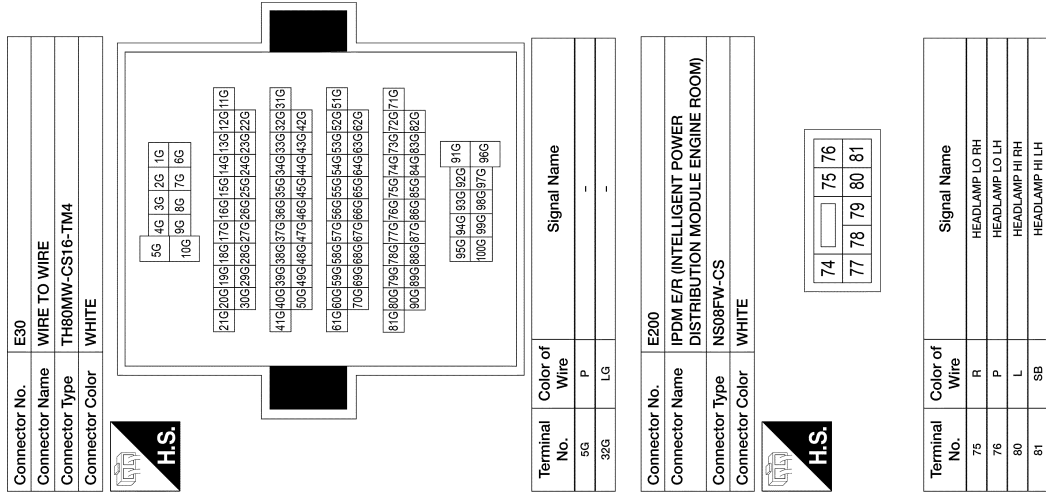 Connector No. E30
Connector Name WIRE TO WIRE
Connector Type TH80MW-CS16-TM4
Connector Color WHITE
H.S.
4G 3G 2G 1G
5G
9G 8G 7G 6G
10G
21G 20G 19G 18G 17G 16G 15G 14G 13G 12G 11G
30G 29G 28G 27G 26G 25G 24G 23G 22G
41G 40G 39G 38G 37G 36G 35G 34G 33G 32G 31G
50G 49G 48G 47G 46G 45G 44G 43G 42G
61G 60G 59G 58G 57G 56G 55G 54G 53G 52G 51G
70G 69G 68G 67G 66G 65G 64G 63G 62G
81G 80G 79G 78G 77G 76G 75G 74G 73G 72G 71G
90G 89G 88G 87G 86G 85G 84G 83G 82G
95G 94G 93G 92G 91G
100G 99G 98G 97G 96G
Terminal No. Color of Wire Signal Name
5G P –
32G LG –
Connector No. E200
Connector Name IPDM E/R (INTELLIGENT POWER
DISTRIBUTION MODULE ENGINE ROOM)
Connector Type NS08FW-CS
Connector Color WHITE
H.S.
74 75 76
77 78 79 80 81
Terminal No. Color of Wire Signal Name
75 R HEADLAMP LO RH
76 P HEADLAMP LO LH
80 L HEADLAMP HI RH
81 SB HEADLAMP HI LH